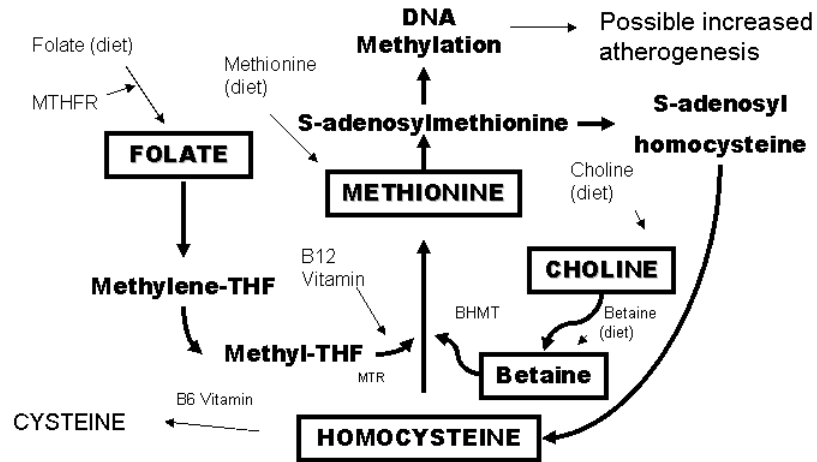 DNA
Methylation
Possible increased
atherogenesis
Folate (diet)
Methionine
(diet)
MTHFR
S-adenosylmethionine
S-adenosyl
homocysteine
FOLATE
METHIONINE
Choline
(diet)
B12
Vitamin
CHOLINE
Methylene-THF
BHMT
Betaine
(diet)
Methyl-THF
MTR
Betaine
B6 Vitamin
CYSTEINE
HOMOCYSTEINE